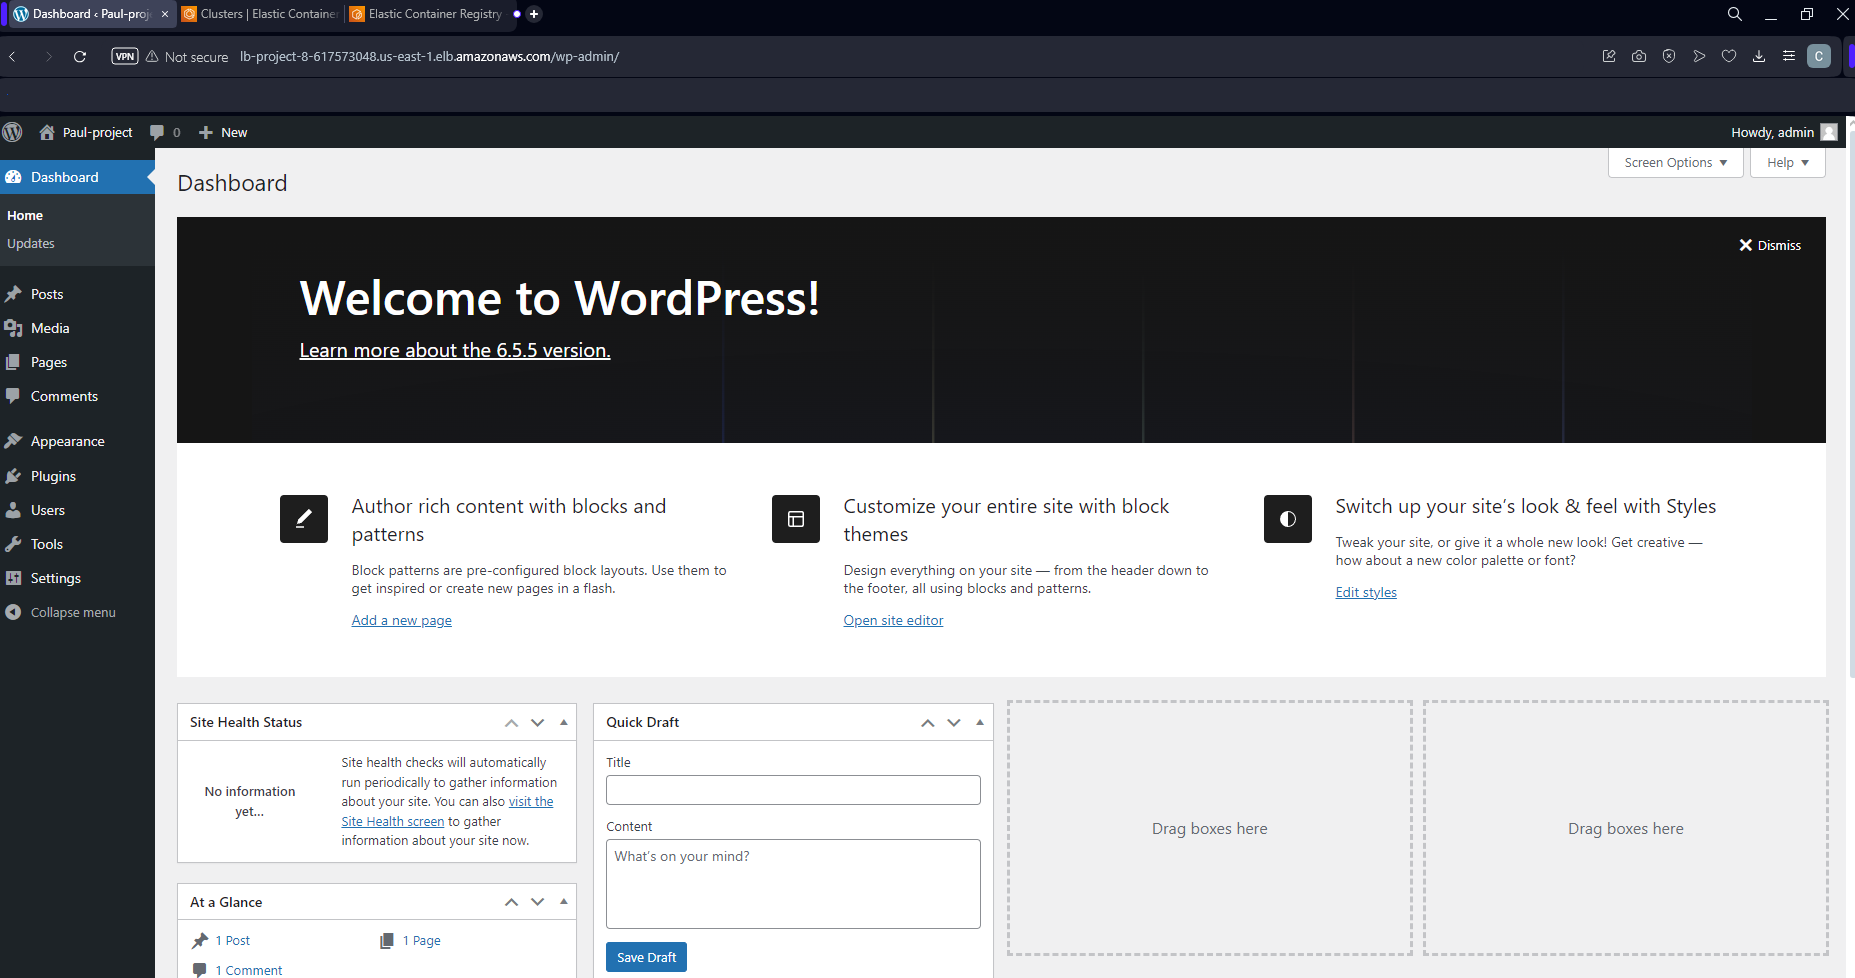 Dashboard ‹ Paul-proj
Clusters | Elastic Container
Elastic Container Registry
VPN
Not secure
lb-project-8-617573048.us-east-1.elb.amazonaws.com/wp-admin/
C
Paul-project
0
New
Howdy, admin
Dashboard
Home
Updates
Posts
Media
Pages
Comments
Appearance
Plugins
Users
Tools
Settings
Collapse menu
Dashboard
Screen Options
Help
Dismiss
Welcome to WordPress!
Learn more about the 6.5.5 version.
Author rich content with blocks and
patterns
Block patterns are pre-configured block layouts. Use them to
get inspired or create new pages in a flash.
Add a new page
Customize your entire site with block
themes
Design everything on your site — from the header down to
the footer, all using blocks and patterns.
Open site editor
Switch up your site’s look & feel with Styles
Tweak your site, or give it a whole new look! Get creative —
how about a new color palette or font?
Edit styles
Site Health Status
No information
yet...
Site health checks will automatically
run periodically to gather information
about your site. You can also visit the
Site Health screen to gather
information about your site now.
At a Glance
1 Post
1 Page
1 Comment
Quick Draft
Title
Content
What’s on your mind?
Save Draft
Drag boxes here
Drag boxes here